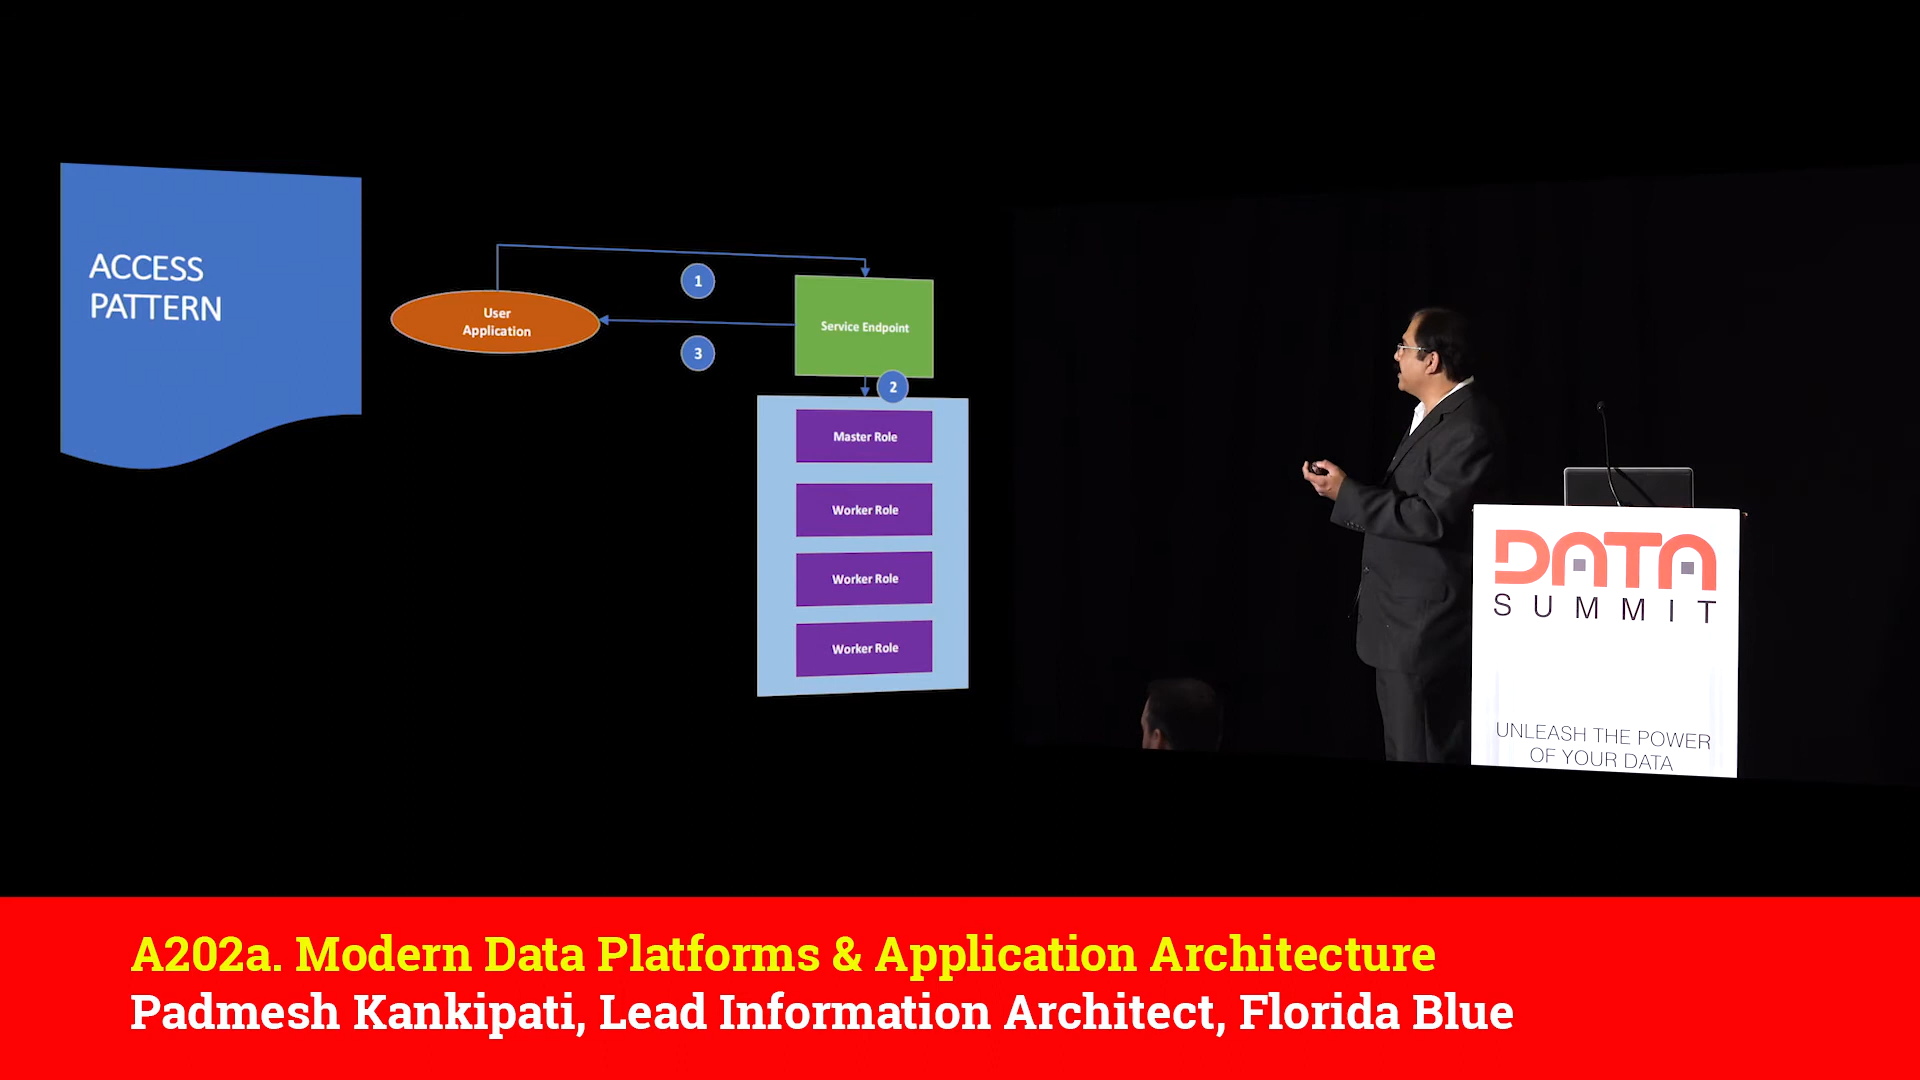 ACCESS
PATTERN
User
Application
1
3
Service Endpoint
2
Master Role
Worker Role
Worker Role
Worker Role
DATA
SUMMIT
UNLEASH THE POWER
OF YOUR DATA
A202a. Modern Data Platforms & Application Architecture
Padmesh Kankipati, Lead Information Architect, Florida Blue